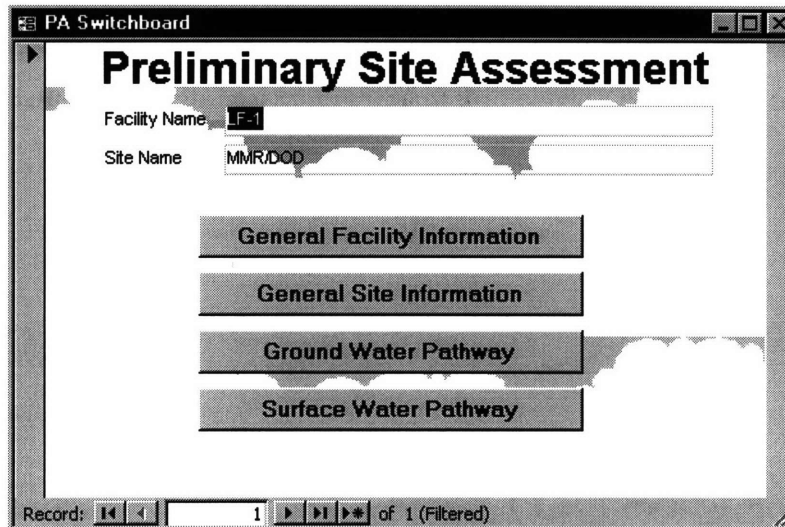 PA Switchboard
Preliminary Site Assessment
Facility Name LF-1
Site Name MMR/DOD
General Facility Information
General Site Information
Ground Water Pathway
Surface Water Pathway
Record: 1 of 1 (Filtered)